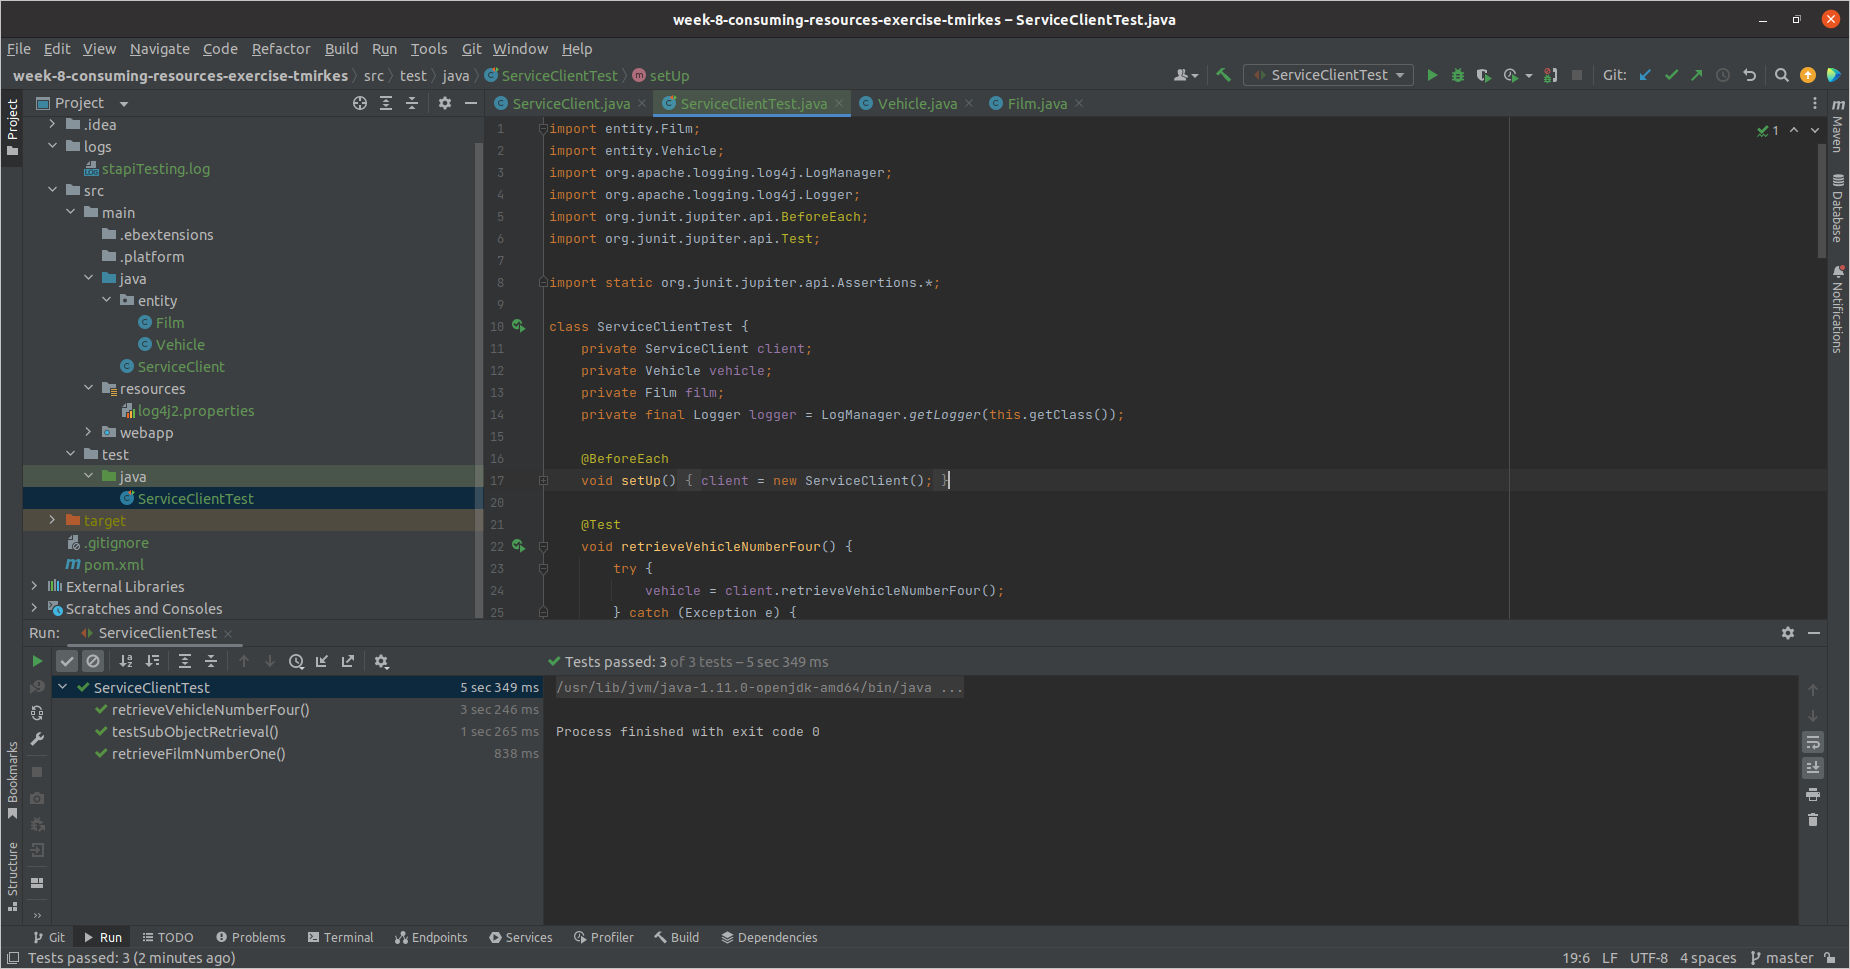 week-8-consuming-resources-exercise-tmirkes – ServiceClientTest.java
File Edit View Navigate Code Refactor Build Run Tools Git Window Help
week-8-consuming-resources-exercise-tmirkes src test java ServiceClientTest m setUp
ServiceClientTest
Git:
Project
ServiceClient.java ServiceClientTest.java Vehicle.java Film.java
Project
.idea
logs
stapiTesting.log
src
main
.ebextensions
.platform
java
entity
Film
Vehicle
ServiceClient
resources
log4j2.properties
webapp
test
java
ServiceClientTest
target
.gitignore
m pom.xml
External Libraries
Scratches and Consoles
1 import entity.Film;
2 import entity.Vehicle;
3 import org.apache.logging.log4j.LogManager;
4 import org.apache.logging.log4j.Logger;
5 import org.junit.jupiter.api.BeforeEach;
6 import org.junit.jupiter.api.Test;
7
8 import static org.junit.jupiter.api.Assertions.*;
9
10 class ServiceClientTest {
11 private ServiceClient client;
12 private Vehicle vehicle;
13 private Film film;
14 private final Logger logger = LogManager.getLogger(this.getClass());
15
16 @BeforeEach
17 void setUp() { client = new ServiceClient(); }
20
21 @Test
22 void retrieveVehicleNumberFour() {
23 try {
24 vehicle = client.retrieveVehicleNumberFour();
25 } catch (Exception e) {
1
m Maven
Database
Notifications
Run: ServiceClientTest
Tests passed: 3 of 3 tests – 5 sec 349 ms
ServiceClientTest 5 sec 349 ms
retrieveVehicleNumberFour() 3 sec 246 ms
testSubObjectRetrieval() 1 sec 265 ms
retrieveFilmNumberOne() 838 ms
/usr/lib/jvm/java-1.11.0-openjdk-amd64/bin/java ...
Process finished with exit code 0
Bookmarks
Structure
Git Run TODO Problems Terminal Endpoints Services Profiler Build Dependencies
Tests passed: 3 (2 minutes ago)
19:6 LF UTF-8 4 spaces master